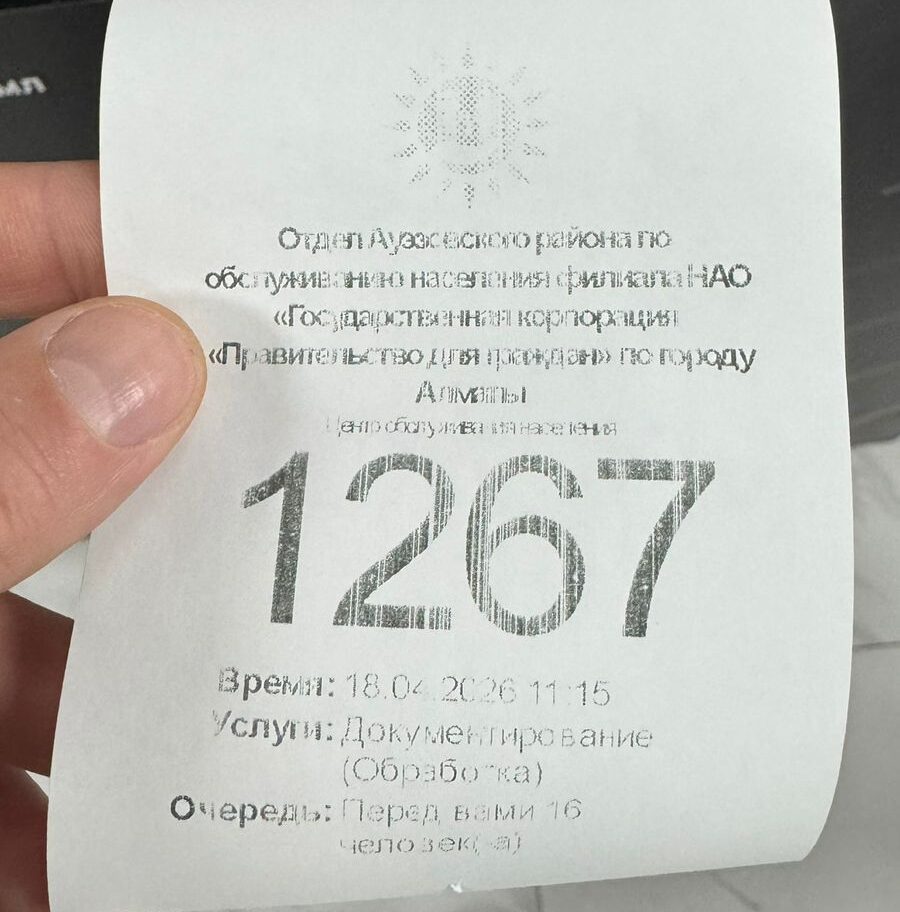 Отдел Ауэзовского района по
обслуживанию населения филиала НАО
«Государственная корпорация
«Правительство для граждан» по городу
Алматы
Центр обслуживания населения
1267
Время: 18.04.2026 11:15
Услуги: Документирование
(Обработка)
Очередь: Перед вами 16
человек(-а)